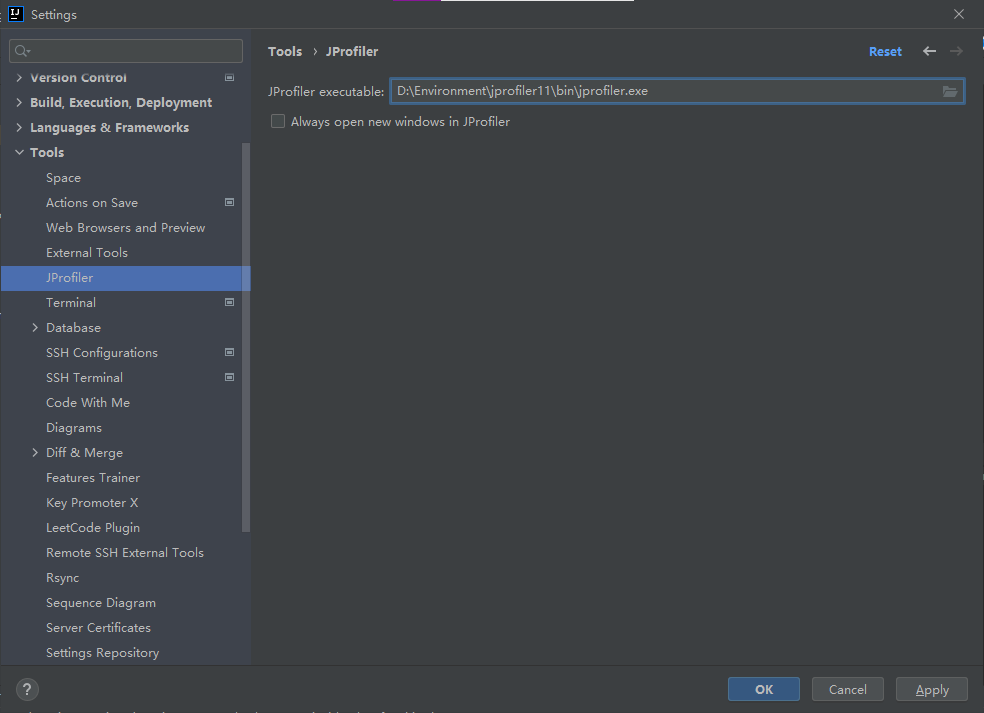 IJ Settings
Tools › JProfiler Reset
Version Control
JProfiler executable: D:\Environment\jprofiler11\bin\jprofiler.exe
Build, Execution, Deployment
Always open new windows in JProfiler
Languages & Frameworks
Tools
Space
Actions on Save
Web Browsers and Preview
External Tools
JProfiler
Terminal
Database
SSH Configurations
SSH Terminal
Code With Me
Diagrams
Diff & Merge
Features Trainer
Key Promoter X
LeetCode Plugin
Remote SSH External Tools
Rsync
Sequence Diagram
Server Certificates
Settings Repository
? OK Cancel Apply